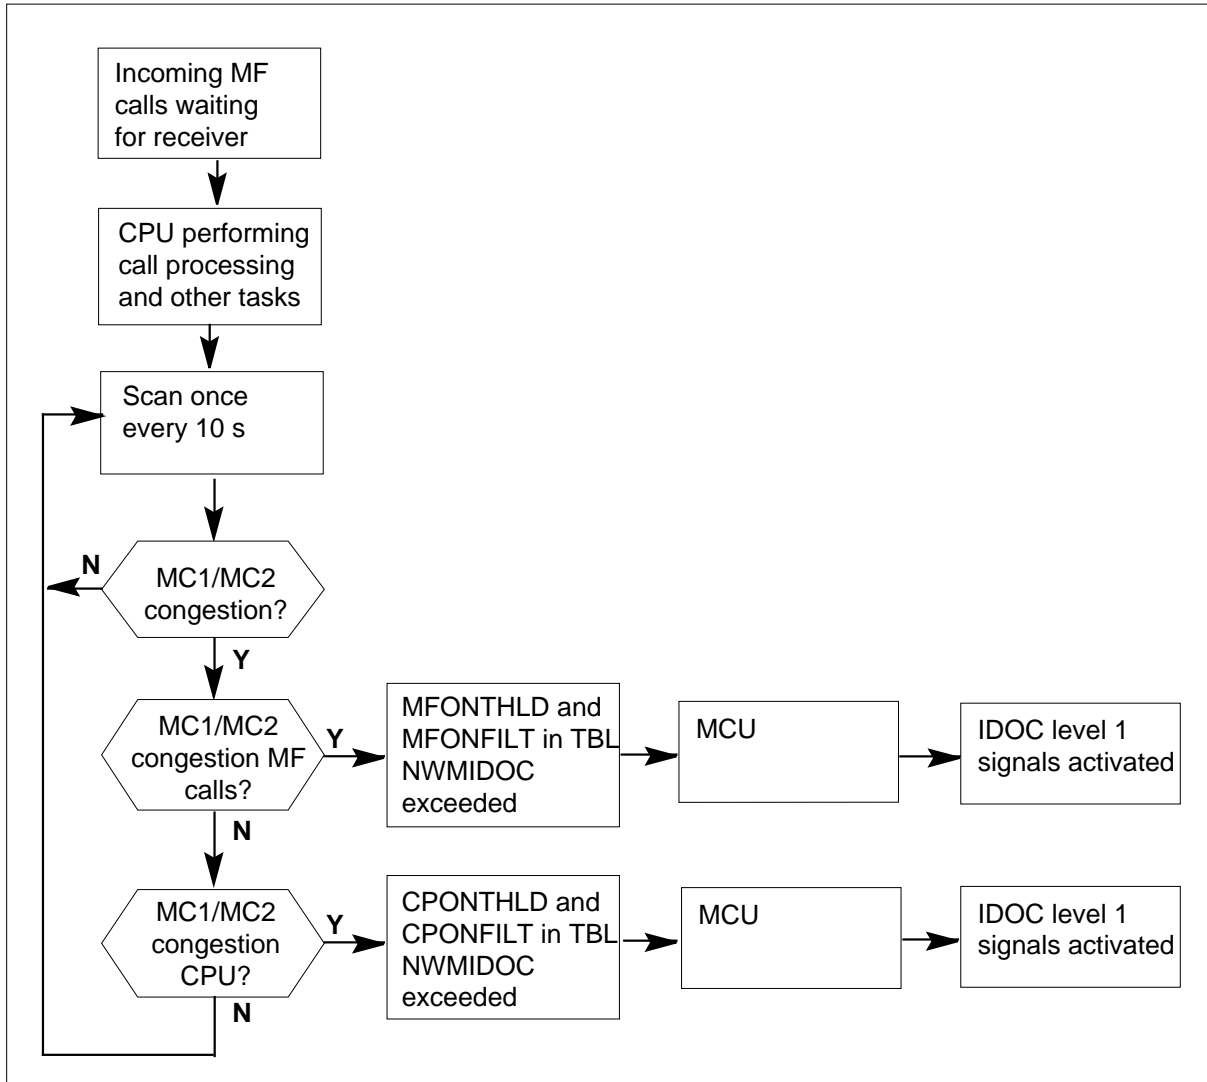 Incoming MF
calls waiting
for receiver
CPU performing
call processing
and other tasks
Scan once
every 10 s
N
MC1/MC2
congestion?
Y
MC1/MC2
congestion MF
calls?
Y
MFONTHLD and
MFONFILT in TBL
NWMIDOC
exceeded
MCU
IDOC level 1
signals activated
N
MC1/MC2
congestion
CPU?
Y
CPONTHLD and
CPONFILT in TBL
NWMIDOC
exceeded
MCU
IDOC level 1
signals activated
N